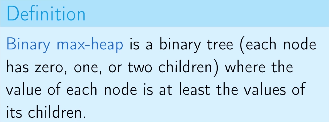 Definition
Binary max-heap is a binary tree (each node
has zero, one, or two children) where the
value of each node is at least the values of
its children.